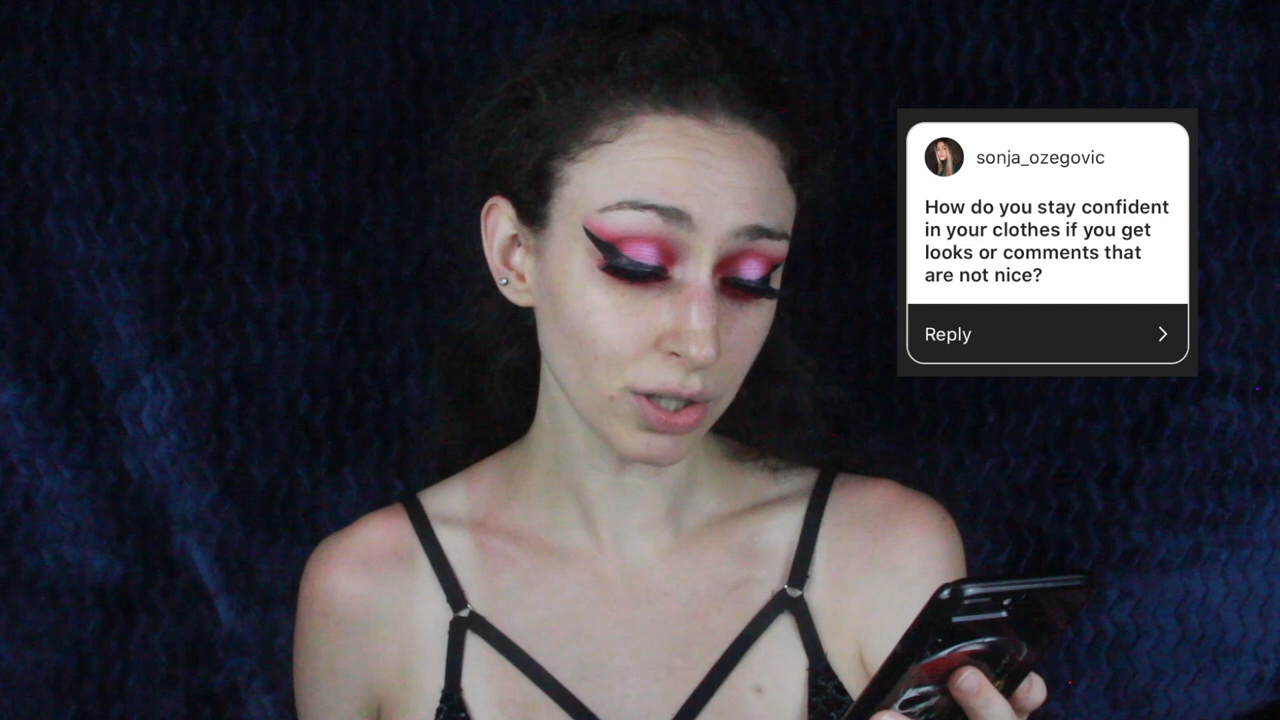 sonja_ozegovic
How do you stay confident
in your clothes if you get
looks or comments that
are not nice?
Reply